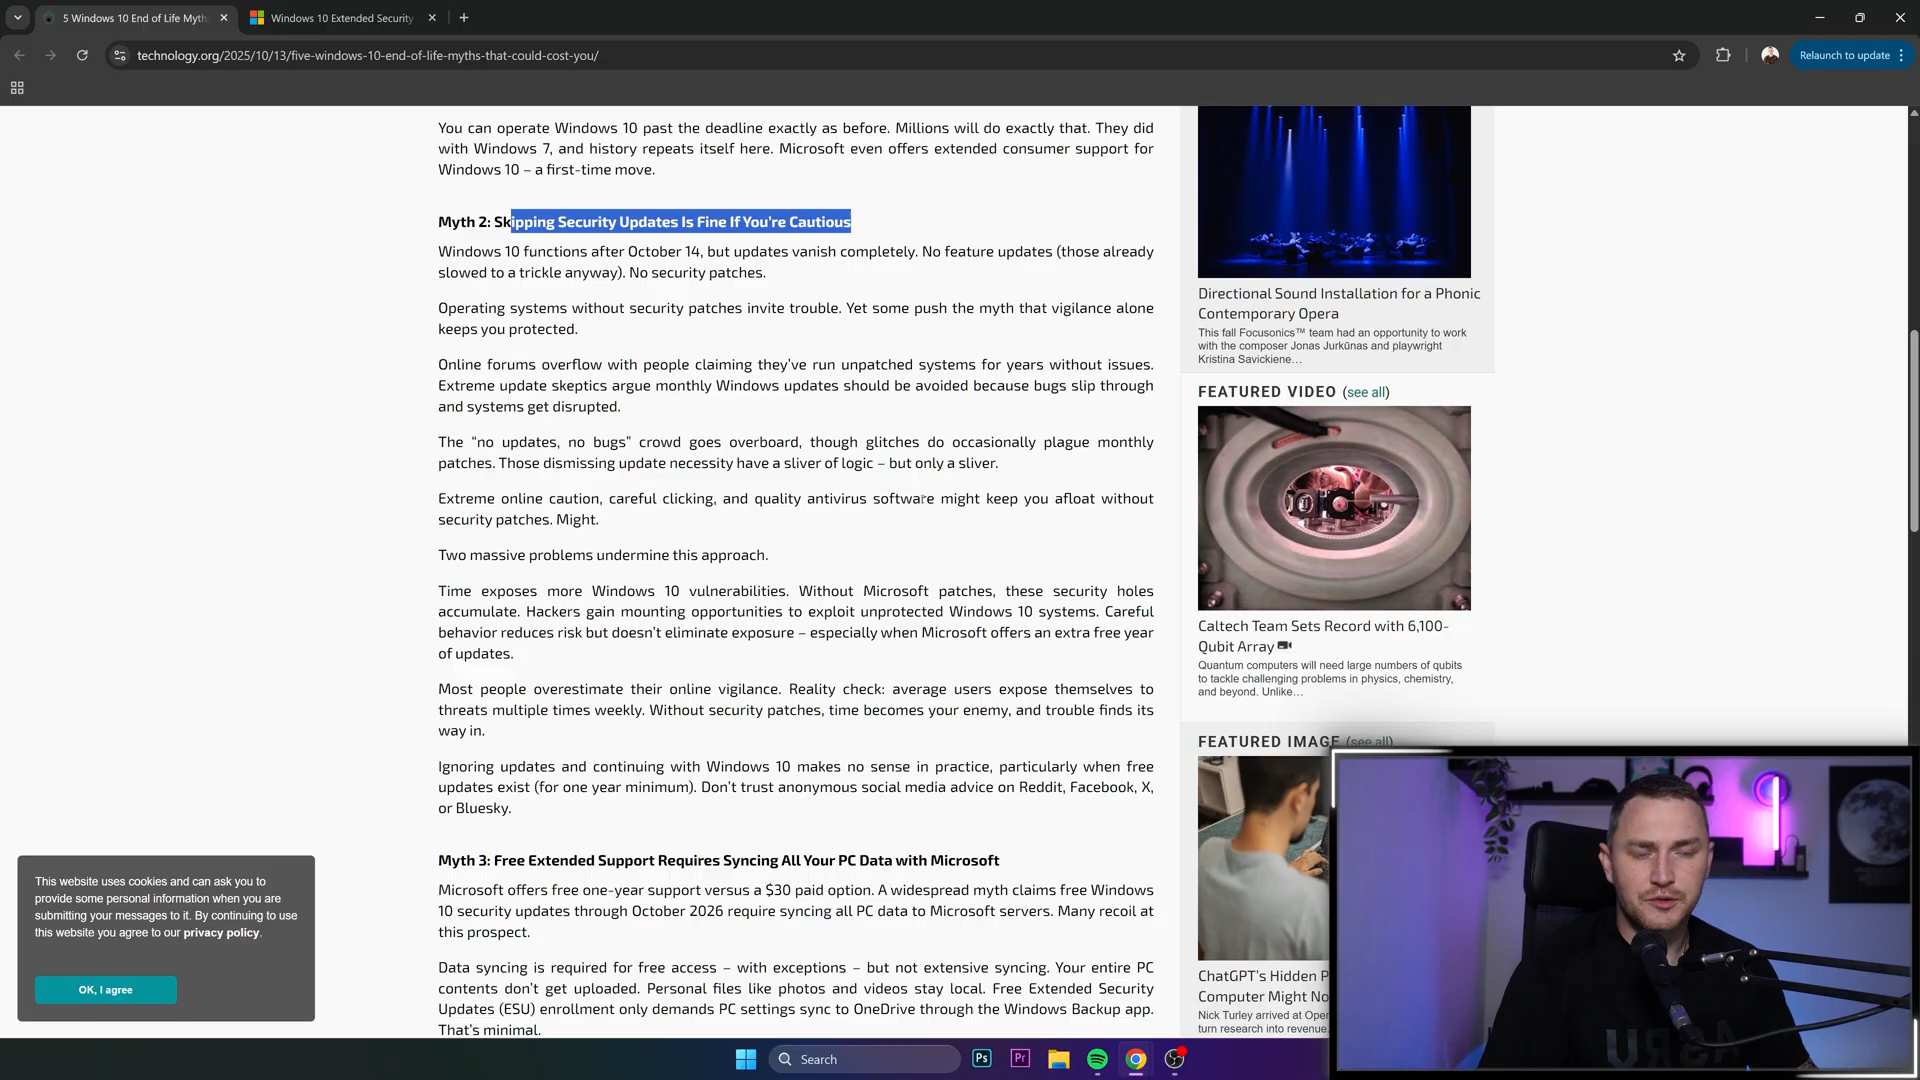 5 Windows 10 End of Life Myth
Windows 10 Extended Security
technology.org/2025/10/13/five-windows-10-end-of-life-myths-that-could-cost-you/
Relaunch to update
You can operate Windows 10 past the deadline exactly as before. Millions will do exactly that. They did
with Windows 7, and history repeats itself here. Microsoft even offers extended consumer support for
Windows 10 – a first-time move.
Myth 2: Skipping Security Updates Is Fine If You're Cautious
Windows 10 functions after October 14, but updates vanish completely. No feature updates (those already
slowed to a trickle anyway). No security patches.
Operating systems without security patches invite trouble. Yet some push the myth that vigilance alone
keeps you protected.
Online forums overflow with people claiming they've run unpatched systems for years without issues.
Extreme update skeptics argue monthly Windows updates should be avoided because bugs slip through
and systems get disrupted.
The “no updates, no bugs” crowd goes overboard, though glitches do occasionally plague monthly
patches. Those dismissing update necessity have a sliver of logic – but only a sliver.
Extreme online caution, careful clicking, and quality antivirus software might keep you afloat without
security patches. Might.
Two massive problems undermine this approach.
Time exposes more Windows 10 vulnerabilities. Without Microsoft patches, these security holes
accumulate. Hackers gain mounting opportunities to exploit unprotected Windows 10 systems. Careful
behavior reduces risk but doesn't eliminate exposure – especially when Microsoft offers an extra free year
of updates.
Most people overestimate their online vigilance. Reality check: average users expose themselves to
threats multiple times weekly. Without security patches, time becomes your enemy, and trouble finds its
way in.
Ignoring updates and continuing with Windows 10 makes no sense in practice, particularly when free
updates exist (for one year minimum). Don't trust anonymous social media advice on Reddit, Facebook, X,
or Bluesky.
Myth 3: Free Extended Support Requires Syncing All Your PC Data with Microsoft
Microsoft offers free one-year support versus a $30 paid option. A widespread myth claims free Windows
10 security updates through October 2026 require syncing all PC data to Microsoft servers. Many recoil at
this prospect.
Data syncing is required for free access – with exceptions – but not extensive syncing. Your entire PC
contents don't get uploaded. Personal files like photos and videos stay local. Free Extended Security
Updates (ESU) enrollment only demands PC settings sync to OneDrive through the Windows Backup app.
That's minimal.
Directional Sound Installation for a Phonic
Contemporary Opera
This fall Focusonics™ team had an opportunity to work
with the composer Jonas Jurkūnas and playwright
Kristina Savickiene…
FEATURED VIDEO (see all)
Caltech Team Sets Record with 6,100-
Qubit Array
Quantum computers will need large numbers of qubits
to tackle challenging problems in physics, chemistry,
and beyond. Unlike…
FEATURED IMAGE (see all)
ChatGPT's Hidden P
Computer Might No
Nick Turley arrived at Open
turn research into revenue.
This website uses cookies and can ask you to
provide some personal information when you are
submitting your messages to it. By continuing to use
this website you agree to our privacy policy.
OK, I agree
Search
Ps
Pr